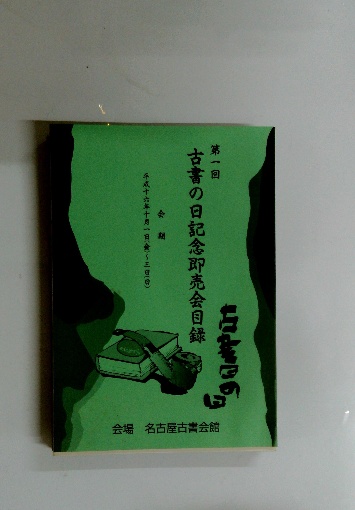 第一回
古書の日記念即売会目録
会期
平成十六年十月一日(金)~三日(日)
古書の日
会場　名古屋古書会館